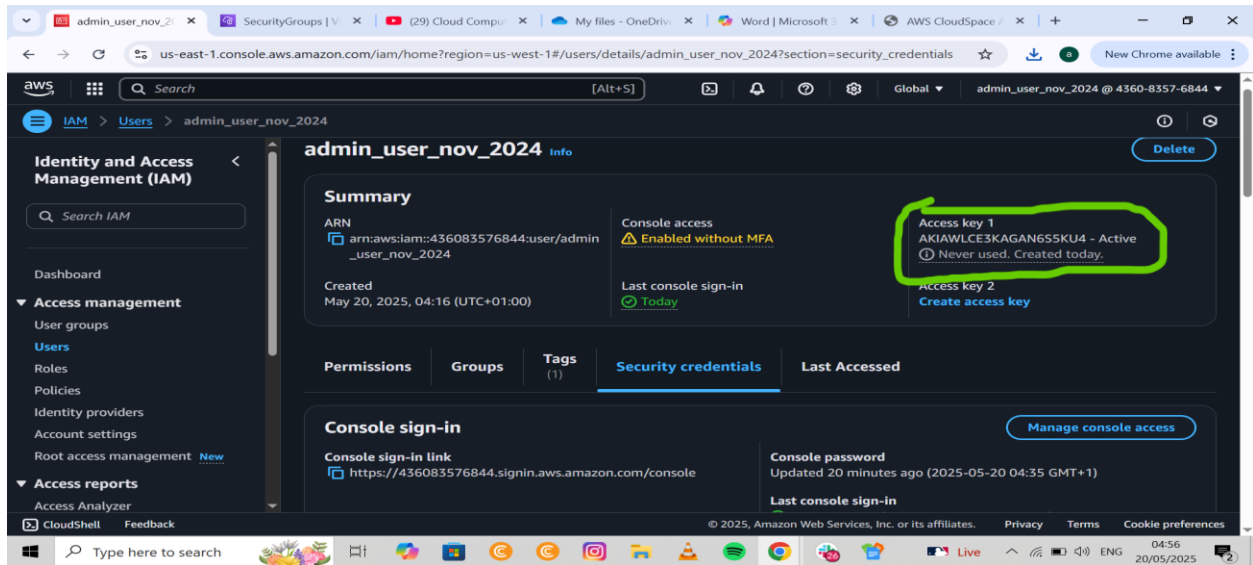 admin_user_nov_20
SecurityGroups | V
(29) Cloud Comput
My files - OneDriv
Word | Microsoft 3
AWS CloudSpace A
us-east-1.console.aws.amazon.com/iam/home?region=us-west-1#/users/details/admin_user_nov_2024?section=security_credentials
a
New Chrome available
aws
Search
[Alt+S]
Global
admin_user_nov_2024 @ 4360-8357-6844
IAM > Users > admin_user_nov_2024
Identity and Access
Management (IAM)
Search IAM
Dashboard
Access management
User groups
Users
Roles
Policies
Identity providers
Account settings
Root access management New
Access reports
Access Analyzer
admin_user_nov_2024 Info
Delete
Summary
ARN
arn:aws:iam::436083576844:user/admin
_user_nov_2024
Console access
Enabled without MFA
Access key 1
AKIAWLCE3KAGAN6S5KU4 - Active
Never used. Created today.
Created
May 20, 2025, 04:16 (UTC+01:00)
Last console sign-in
Today
Access key 2
Create access key
Permissions
Groups
Tags
(1)
Security credentials
Last Accessed
Console sign-in
Manage console access
Console sign-in link
https://436083576844.signin.aws.amazon.com/console
Console password
Updated 20 minutes ago (2025-05-20 04:35 GMT+1)
Last console sign-in
CloudShell
Feedback
© 2025, Amazon Web Services, Inc. or its affiliates.
Privacy
Terms
Cookie preferences
Type here to search
26
Live
ENG
04:56
20/05/2025
2